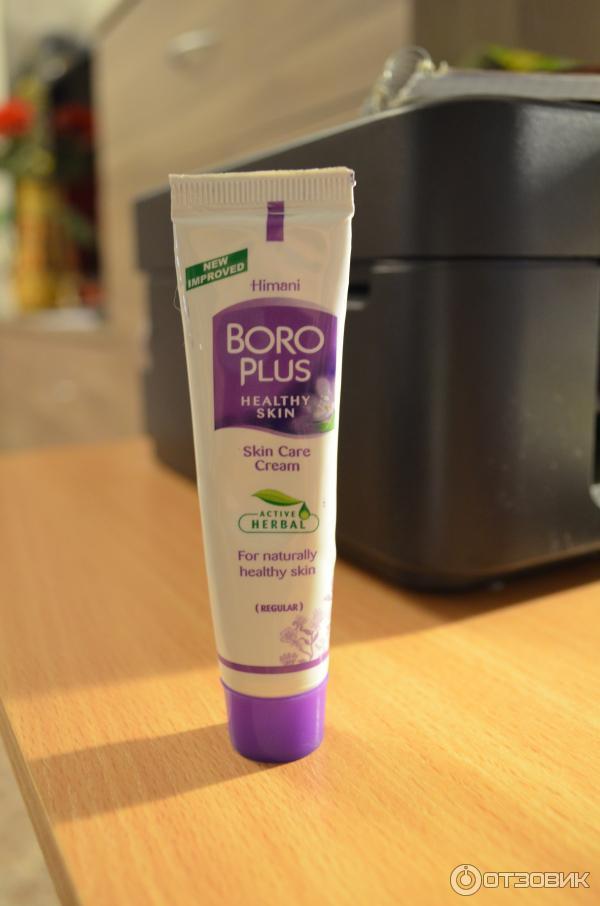 NEW
IMPROVED
Himani
BORO
PLUS
HEALTHY
SKIN
Skin Care
Cream
ACTIVE
HERBAL
For naturally
healthy skin
(REGULAR)
ОТЗОВИК